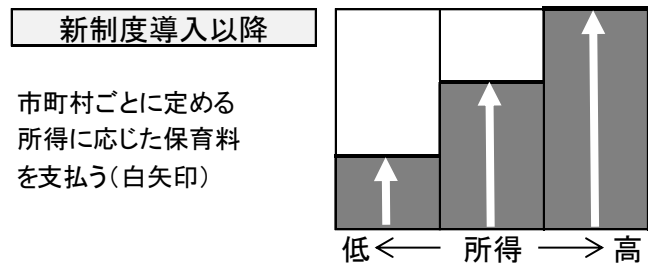 新制度導入以降
市町村ごとに定める
所得に応じた保育料
を支払う(白矢印)
低 所得 高